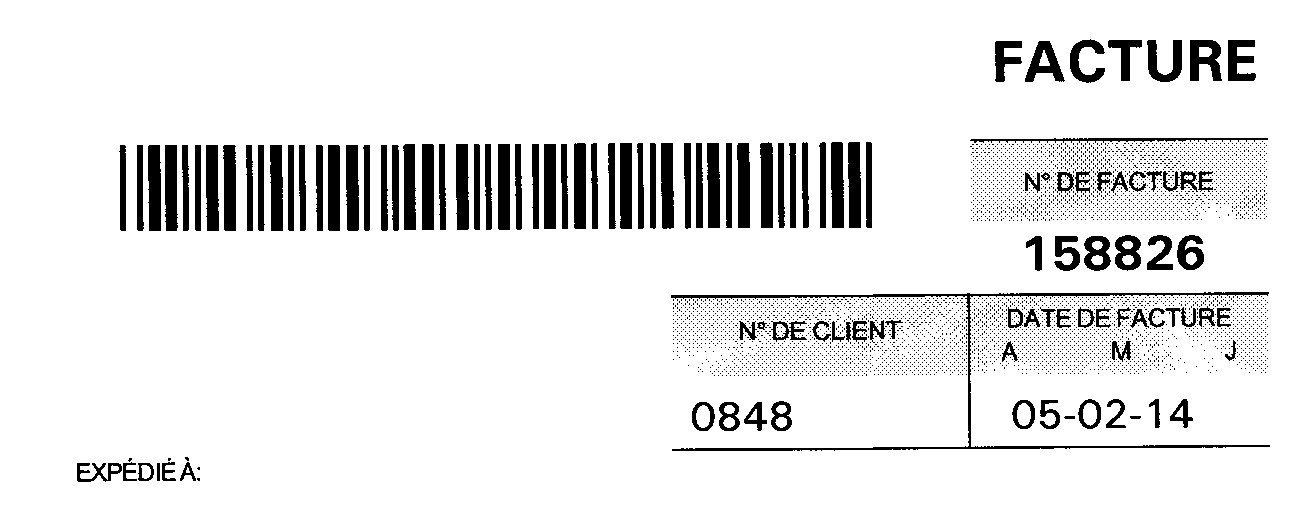 FACTURE
N° DE FACTURE
158826
N° DE CLIENT
DATE DE FACTURE
A M J
0848
05-02-14
EXPÉDIÉ À: